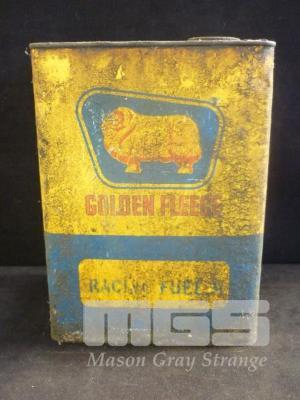 GOLDEN FLEECE
RACING FUEL
MGS
Mason Gray Strange